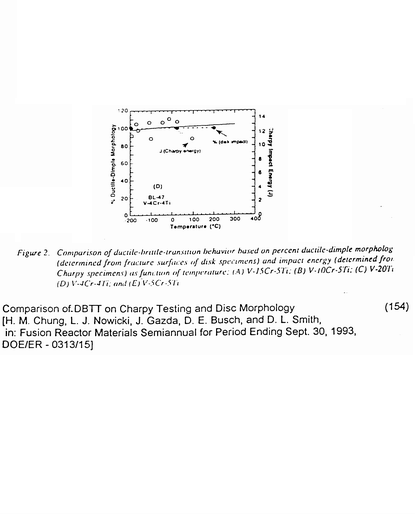 120
100
80
60
40
20
0
% Ductile-Dimple Morphology
14
12
10
8
6
4
2
0
Charpy Impact Energy (J)
% (disk impact)
J (Charpy energy)
(D)
BL-47
V-4Cr-4Ti
-200 -100 0 100 200 300 400
Temperature (°C)
Figure 2. Comparison of ductile-brittle-transition behavior based on percent ductile-dimple morpholog
(determined from fracture surfaces of disk specimens) and impact energy (determined from
Charpy specimens) as function of temperature: (A) V-15Cr-5Ti; (B) V-10Cr-5Ti; (C) V-20Ti
(D) V-4Cr-4Ti; and (E) V-5Cr-5Ti
Comparison of.DBTT on Charpy Testing and Disc Morphology (154)
[H. M. Chung, L. J. Nowicki, J. Gazda, D. E. Busch, and D. L. Smith,
in: Fusion Reactor Materials Semiannual for Period Ending Sept. 30, 1993,
DOE/ER - 0313/15]